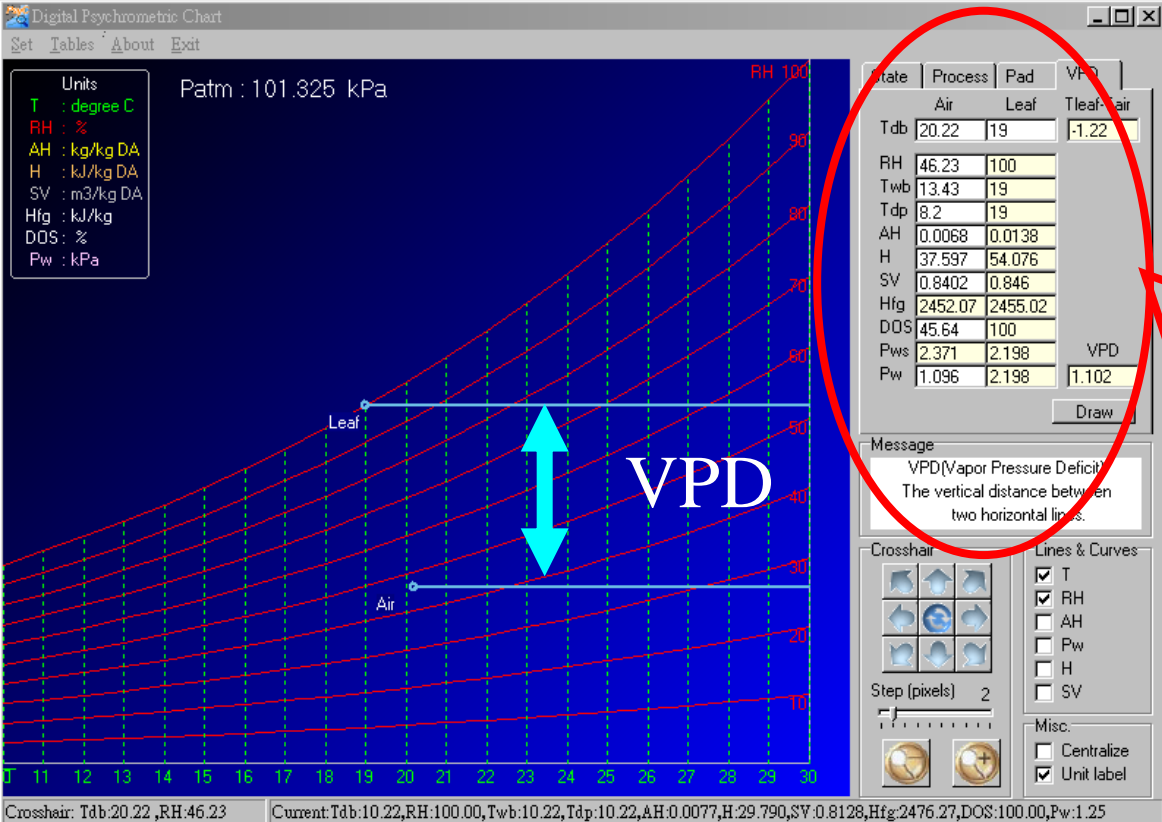 Digital Psychrometric Chart
Set Tables About Exit
Units
T : degree C
RH : %
AH : kg/kg DA
H : kJ/kg DA
SV : m3/kg DA
Hfg : kJ/kg
DOS : %
Pw : kPa
Patm : 101.325 kPa
RH 100
90
80
70
60
50
40
30
20
10
Leaf
Air
VPD
T 11 12 13 14 15 16 17 18 19 20 21 22 23 24 25 26 27 28 29 30
State Process Pad VPD
Air Leaf Tleaf-Tair
Tdb 20.22 19 -1.22
RH 46.23 100
Twb 13.43 19
Tdp 8.2 19
AH 0.0068 0.0138
H 37.597 54.076
SV 0.8402 0.846
Hfg 2452.07 2455.02
DOS 45.64 100
Pws 2.371 2.198 VPD
Pw 1.096 2.198 1.102
Draw
Message
VPD(Vapor Pressure Deficit)
The vertical distance between
two horizontal lines.
Crosshair
Step (pixels) 2
Lines & Curves
T
RH
AH
Pw
H
SV
Misc.
Centralize
Unit label
Crosshair: Tdb:20.22 ,RH:46.23
Current:Tdb:10.22,RH:100.00,Twb:10.22,Tdp:10.22,AH:0.0077,H:29.790,SV:0.8128,Hfg:2476.27,DOS:100.00,Pw:1.25